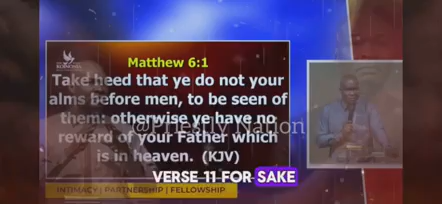 Matthew 6:1
Take heed that ye do not your
alms before men, to be seen of
them: otherwise ye have no
reward of your Father which
is in heaven. (KJV)
@Priestly Nation
VERSE 11 FOR SAKE
INTIMACY | PARTNERSHIP | FELLOWSHIP